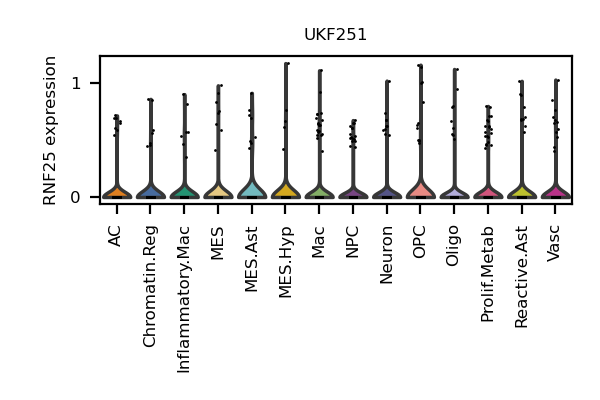 UKF251
RNF25 expression
1
0
AC
Chromatin.Reg
Inflammatory.Mac
MES
MES.Ast
MES.Hyp
Mac
NPC
Neuron
OPC
Oligo
Prolif.Metab
Reactive.Ast
Vasc